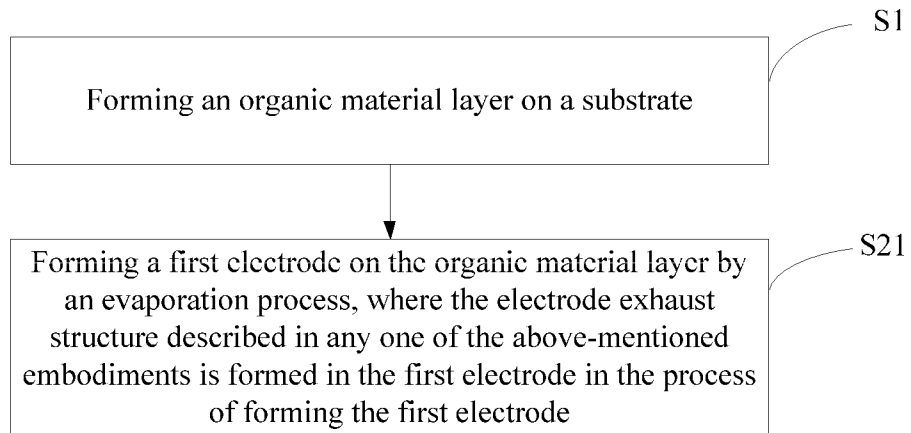 S1
Forming an organic material layer on a substrate
S21
Forming a first electrode on the organic material layer by
an evaporation process, where the electrode exhaust
structure described in any one of the above-mentioned
embodiments is formed in the first electrode in the process
of forming the first electrode